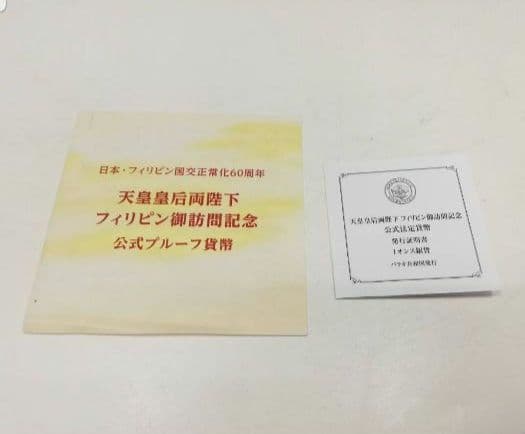 日本・フィリピン国交正常化60周年
天皇皇后両陛下
フィリピン御訪問記念
公式プルーフ貨幣
天皇皇后両陛下フィリピン御訪問記念
公式法定貨幣
発行証明書
1オンス銀貨